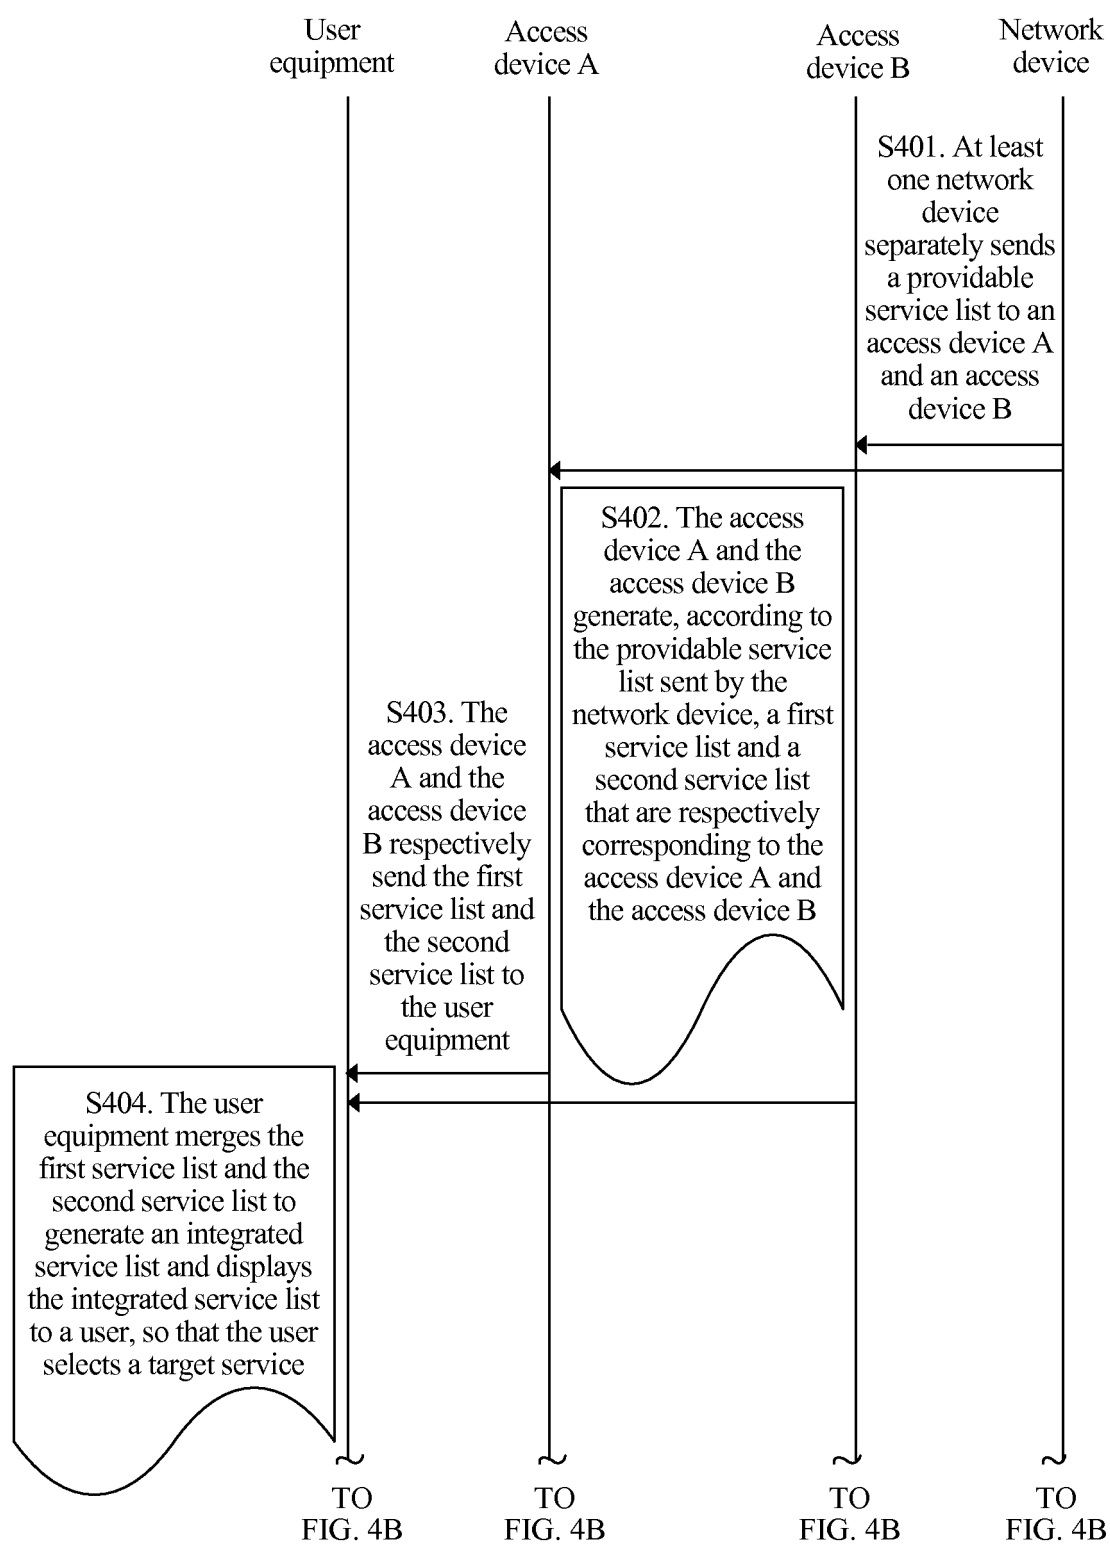 User
equipment
Access
device A
Access
device B
Network
device
S401. At least
one network
device
separately sends
a providable
service list to an
access device A
and an access
device B
S402. The access
device A and the
access device B
generate, according to
the providable service
list sent by the
network device, a first
service list and a
second service list
that are respectively
corresponding to the
access device A and
the access device B
S403. The
access device
A and the
access device
B respectively
send the first
service list and
the second
service list to
the user
equipment
S404. The user
equipment merges the
first service list and the
second service list to
generate an integrated
service list and displays
the integrated service list
to a user, so that the user
selects a target service
TO
FIG. 4B
TO
FIG. 4B
TO
FIG. 4B
TO
FIG. 4B